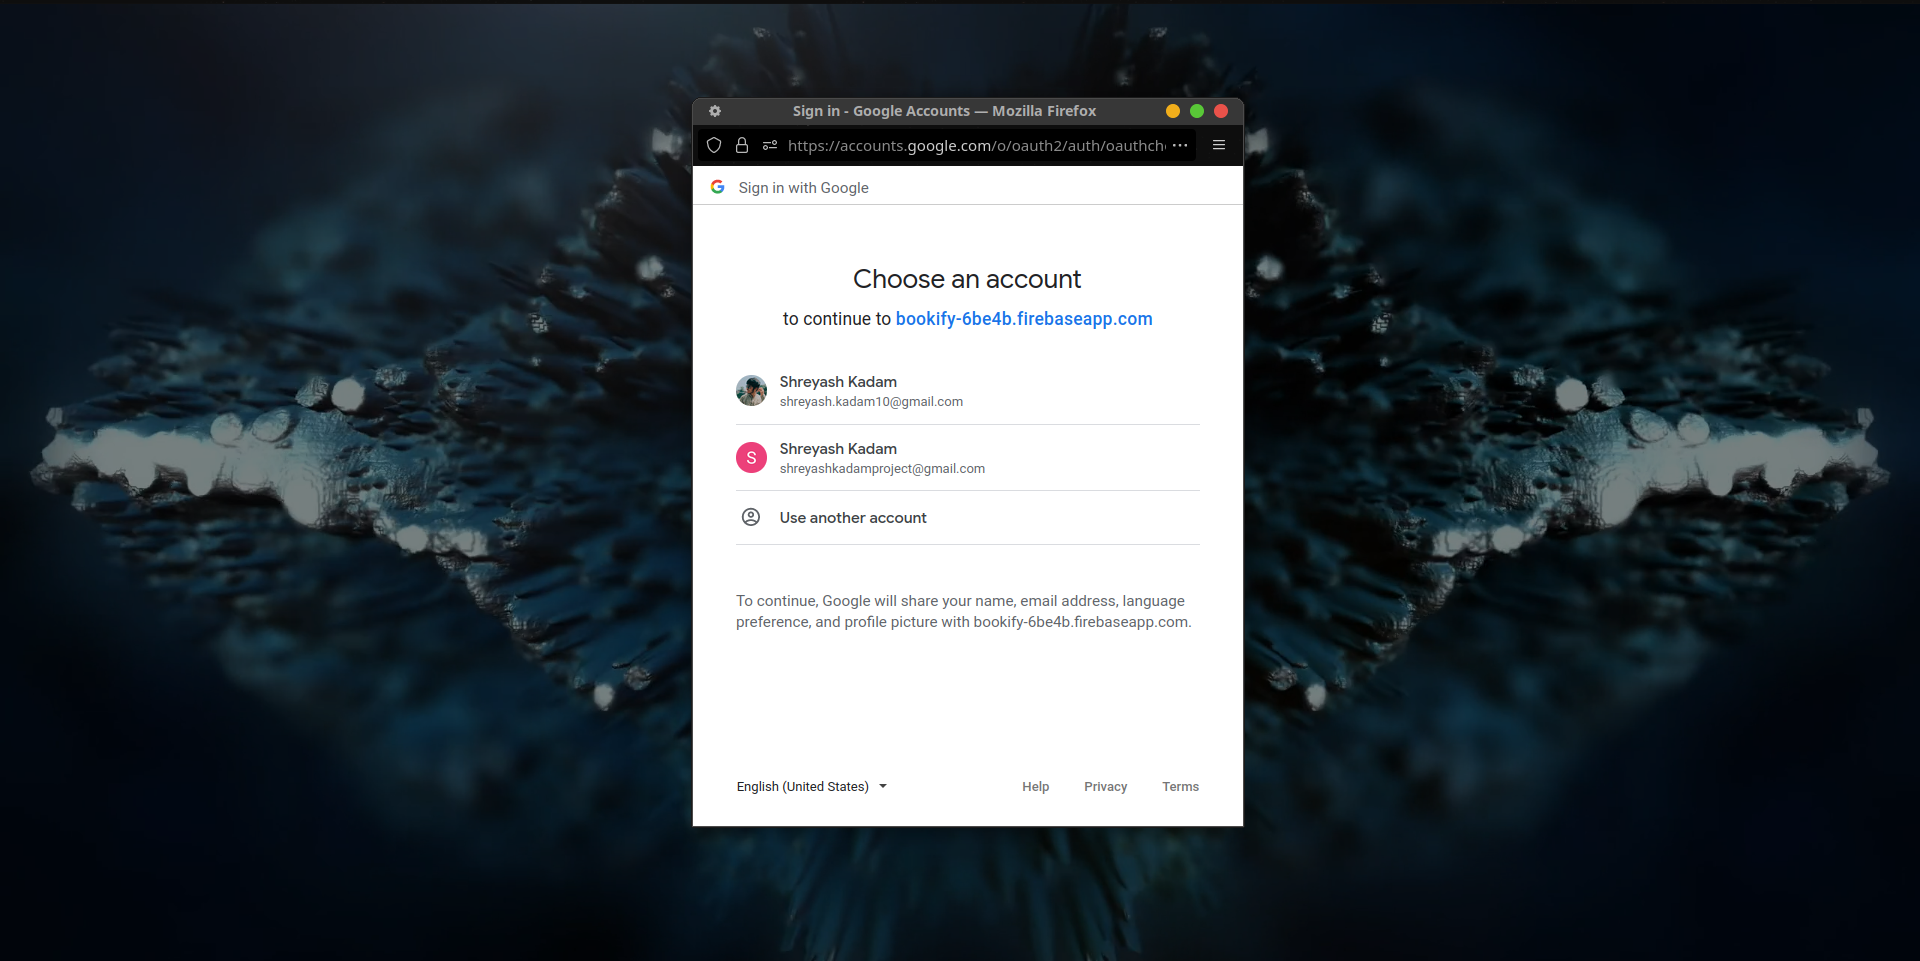 Sign in - Google Accounts — Mozilla Firefox
https://accounts.google.com/o/oauth2/auth/oauthch
Sign in with Google
Choose an account
to continue to bookify-6be4b.firebaseapp.com
Shreyash Kadam
shreyash.kadam10@gmail.com
S
Shreyash Kadam
shreyashkadamproject@gmail.com
Use another account
To continue, Google will share your name, email address, language
preference, and profile picture with bookify-6be4b.firebaseapp.com.
English (United States)
Help Privacy Terms